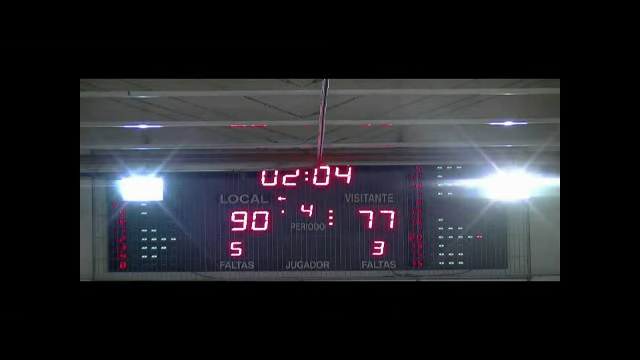 02:04
LOCAL ← VISITANTE
90 4 77
PERIODO
5 3
FALTAS JUGADOR FALTAS